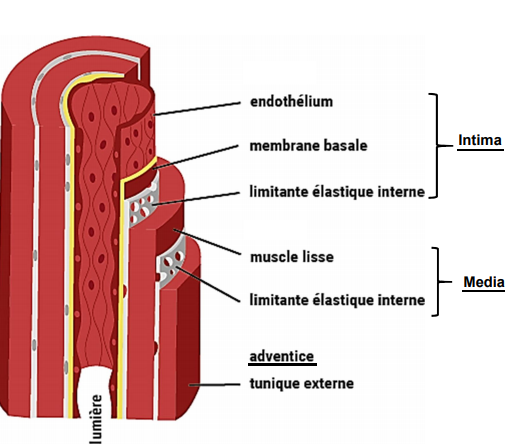 endothélium
membrane basale
Intima
limitante élastique interne
muscle lisse
Media
limitante élastique interne
adventice
tunique externe
lumière